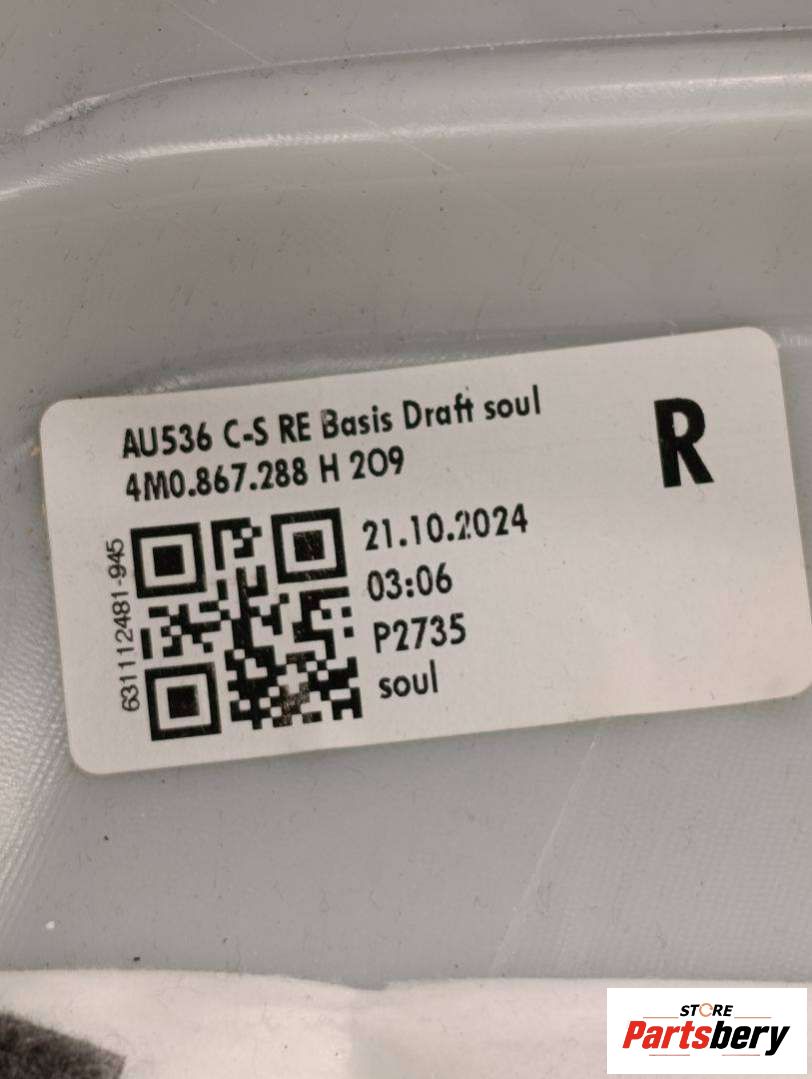 AU536 C-S RE Basis Draft soul
4M0.867.288 H 209
R
631112481-945
21.10.2024
03:06
P2735
soul
STORE
Partsbery